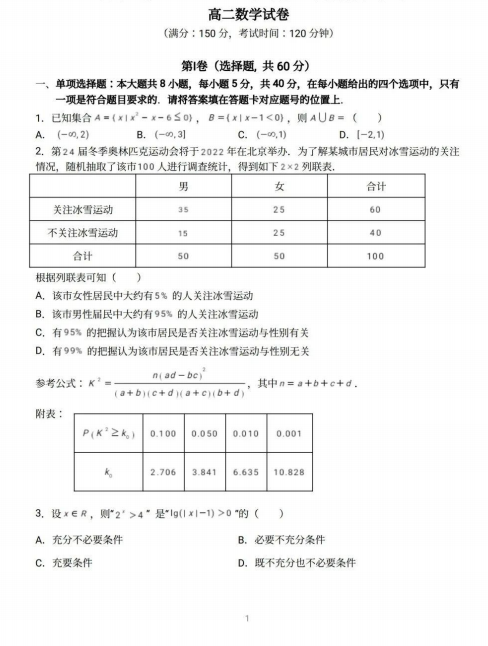 高二数学试卷
(满分：150 分，考试时间：120 分钟)
第Ⅰ卷（选择题, 共 60 分）
一、单项选择题：本大题共 8 小题，每小题 5 分，共 40 分，在每小题给出的四个选项中，只有
一项是符合题目要求的．请将答案填在答题卡对应题号的位置上．
1．已知集合 A = { x | x² − x − 6 ≤ 0}，B = { x | x − 1 < 0}，则 A ∪ B = （ ）
A. (−∞, 2) B. (−∞, 3] C. (−∞, 1) D. [−2, 1)
2．第 24 届冬季奥林匹克运动会将于 2022 年在北京举办．为了解某城市居民对冰雪运动的关注
情况，随机抽取了该市 100 人进行调查统计，得到如下 2×2 列联表．
男 女 合计
关注冰雪运动 35 25 60
不关注冰雪运动 15 25 40
合计 50 50 100
根据列联表可知（ ）
A．该市女性居民中大约有 5% 的人关注冰雪运动
B．该市男性届民中大约有 95% 的人关注冰雪运动
C．有 95% 的把握认为该市居民是否关注冰雪运动与性别有关
D．有 99% 的把握认为该市居民是否关注冰雪运动与性别无关
参考公式：K² = n(ad − bc)² / (a + b)(c + d)(a + c)(b + d)，其中 n = a + b + c + d．
附表：
P(K² ≥ k₀) 0.100 0.050 0.010 0.001
k₀ 2.706 3.841 6.635 10.828
3．设 x ∈ R，则“2ˣ > 4”是“lg(|x|−1) > 0”的（ ）
A．充分不必要条件 B．必要不充分条件
C．充要条件 D．既不充分也不必要条件
1